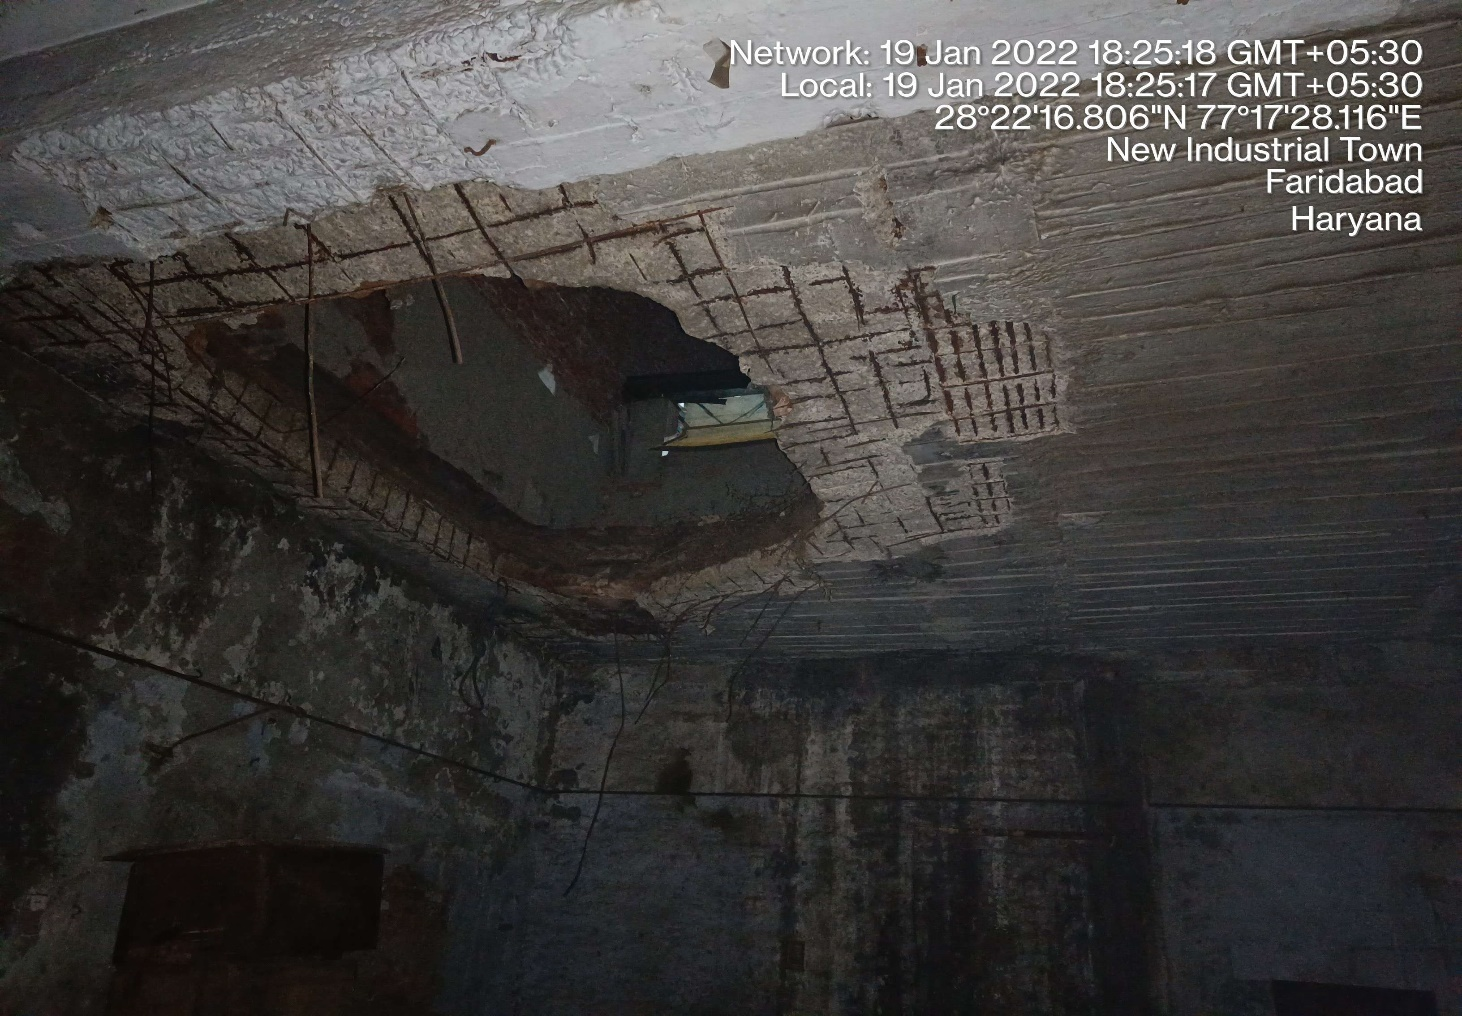 Network: 19 Jan 2022 18:25:18 GMT+05:30
Local: 19 Jan 2022 18:25:17 GMT+05:30
28°22'16.806"N 77°17'28.116"E
New Industrial Town
Faridabad
Haryana